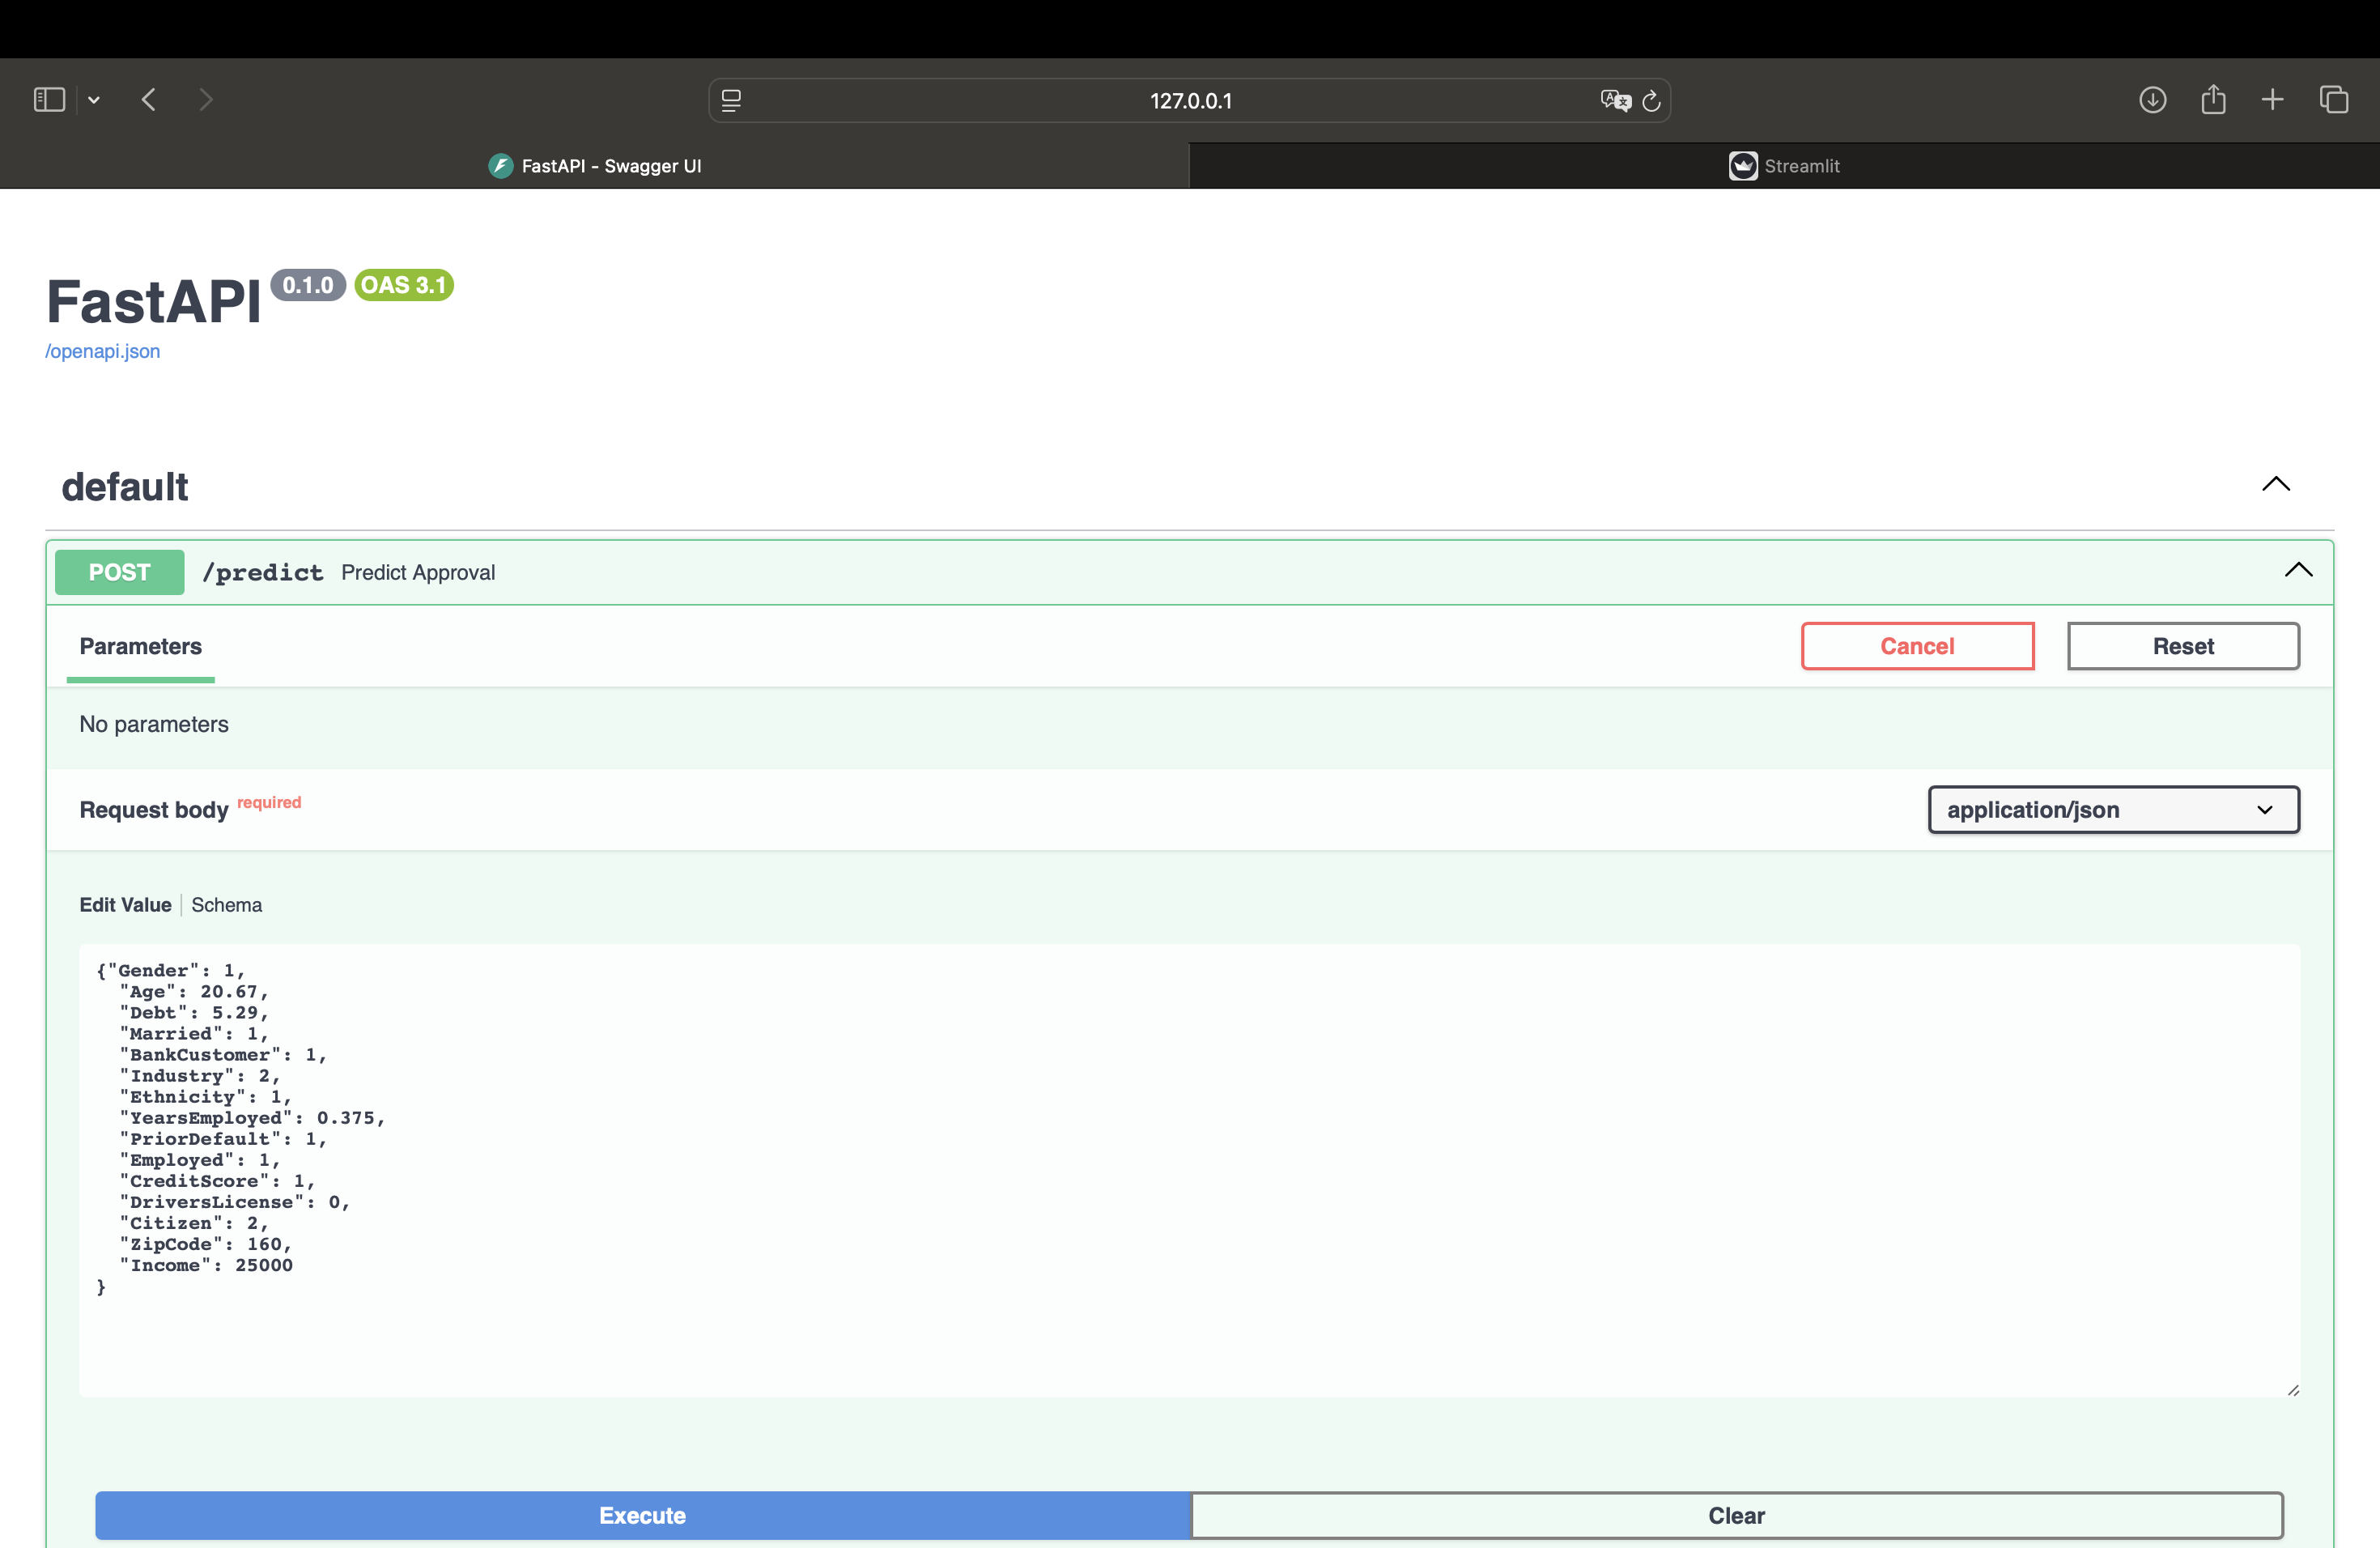 127.0.0.1
FastAPI - Swagger UI
Streamlit
FastAPI 0.1.0 OAS 3.1
/openapi.json
default
POST /predict Predict Approval
Parameters
Cancel
Reset
No parameters
Request body required
application/json
Edit Value Schema
{"Gender": 1,
"Age": 20.67,
"Debt": 5.29,
"Married": 1,
"BankCustomer": 1,
"Industry": 2,
"Ethnicity": 1,
"YearsEmployed": 0.375,
"PriorDefault": 1,
"Employed": 1,
"CreditScore": 1,
"DriversLicense": 0,
"Citizen": 2,
"ZipCode": 160,
"Income": 25000
}
Execute
Clear